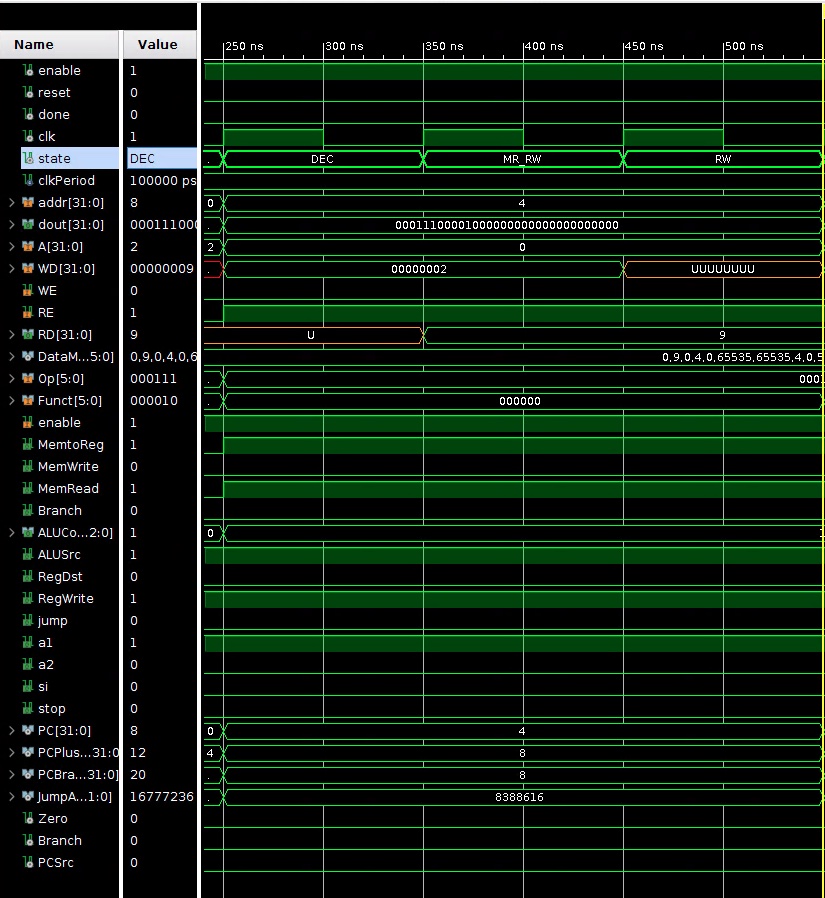 Name Value 250 ns 300 ns 350 ns 400 ns 450 ns 500 ns
enable 1
reset 0
done 0
clk 1
state DEC . DEC MR_RW RW
clkPeriod 100000 ps
addr[31:0] 8 0 4
dout[31:0] 000111000 . 00011100001000000000000000000000
A[31:0] 2 2 0
WD[31:0] 00000009 . 00000002 UUUUUUUU
WE 0
RE 1
RD[31:0] 9 U 9
DataM...5:0] 0,9,0,4,0,6 0,9,0,4,0,65535,65535,4,0,5
Op[5:0] 000111 . 0001
Funct[5:0] 000010 . 000000
enable 1
MemtoReg 1
MemWrite 0
MemRead 1
Branch 0
ALUCo...2:0] 1 0 1
ALUSrc 1
RegDst 0
RegWrite 1
jump 0
a1 1
a2 0
si 0
stop 0
PC[31:0] 8 0 4
PCPlus...31:0 12 4 8
PCBra...31:0] 20 . 8
JumpA...1:0] 16777236 . 8388616
Zero 0
Branch 0
PCSrc 0